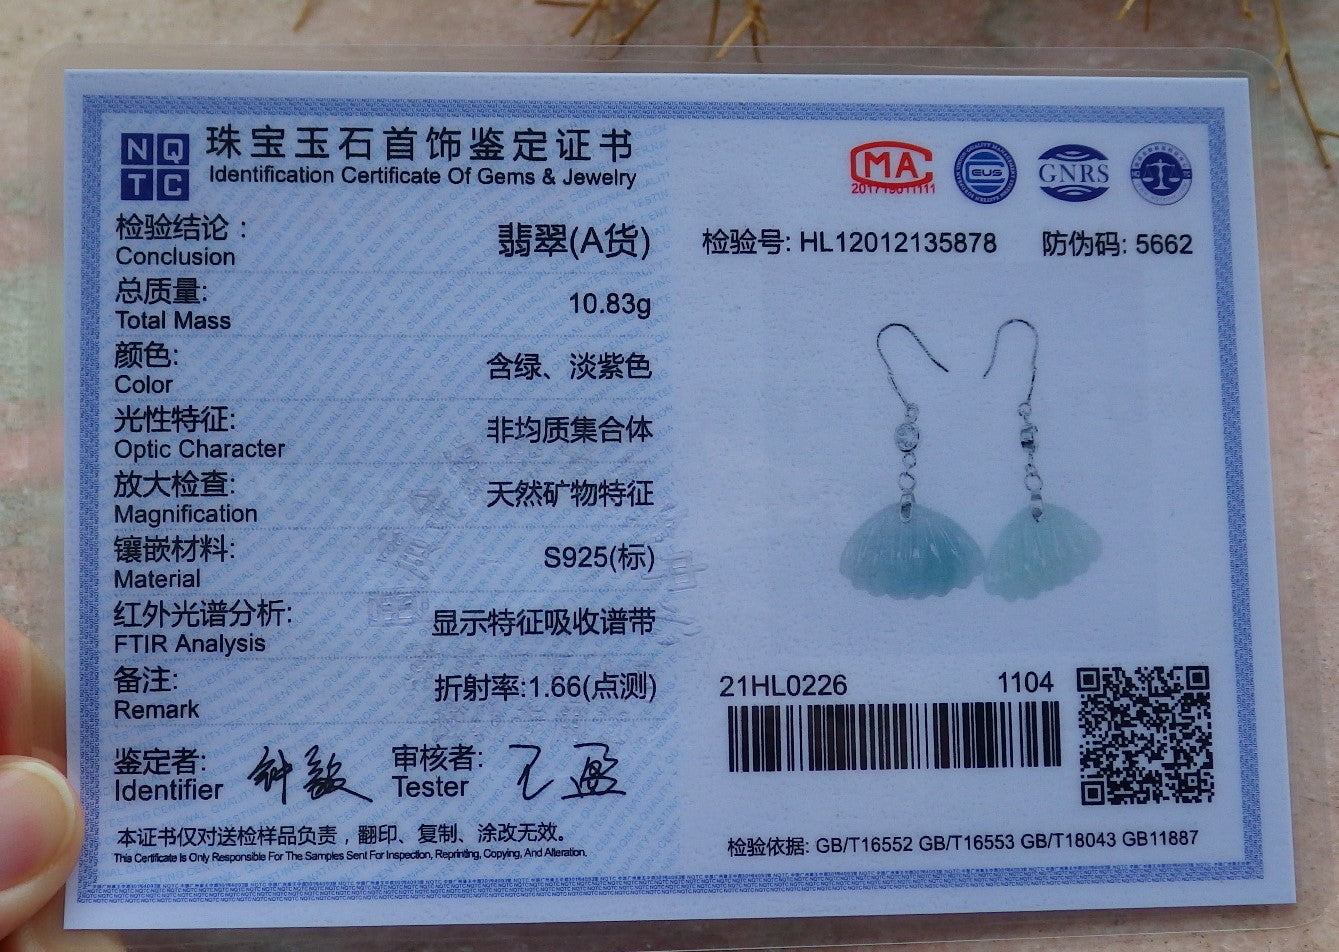 NQTC
珠宝玉石首饰鉴定证书
Identification Certificate Of Gems & Jewelry
检验结论：
Conclusion
翡翠(A货)
总质量:
Total Mass
10.83g
颜色:
Color
含绿、淡紫色
光性特征:
Optic Character
非均质集合体
放大检查:
Magnification
天然矿物特征
镶嵌材料:
Material
S925(标)
红外光谱分析:
FTIR Analysis
显示特征吸收谱带
备注:
Remark
折射率:1.66(点测)
鉴定者:
Identifier
审核者:
Tester
本证书仅对送检样品负责，翻印、复制、涂改无效。
This Certificate Is Only Responsible For The Samples Sent For Inspection, Reprinting, Copying, And Alteration.
MA
EUS
GNRS
检验号: HL12012135878
防伪码: 5662
21HL0226
1104
检验依据: GB/T16552 GB/T16553 GB/T18043 GB11887